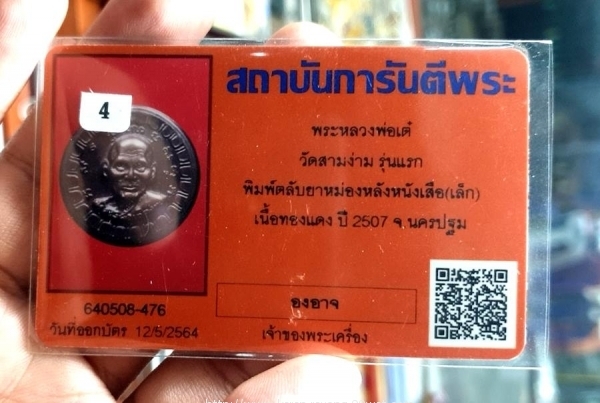 สถาบันการันตีพระ
4
พระหลวงพ่อเต๋
วัดสามง่าม รุ่นแรก
พิมพ์ตลับยาหม่องหลังหนังเสือ(เล็ก)
เนื้อทองแดง ปี 2507 จ.นครปฐม
640508-476
วันที่ออกบัตร 12/5/2564
องอาจ
เจ้าของพระเครื่อง